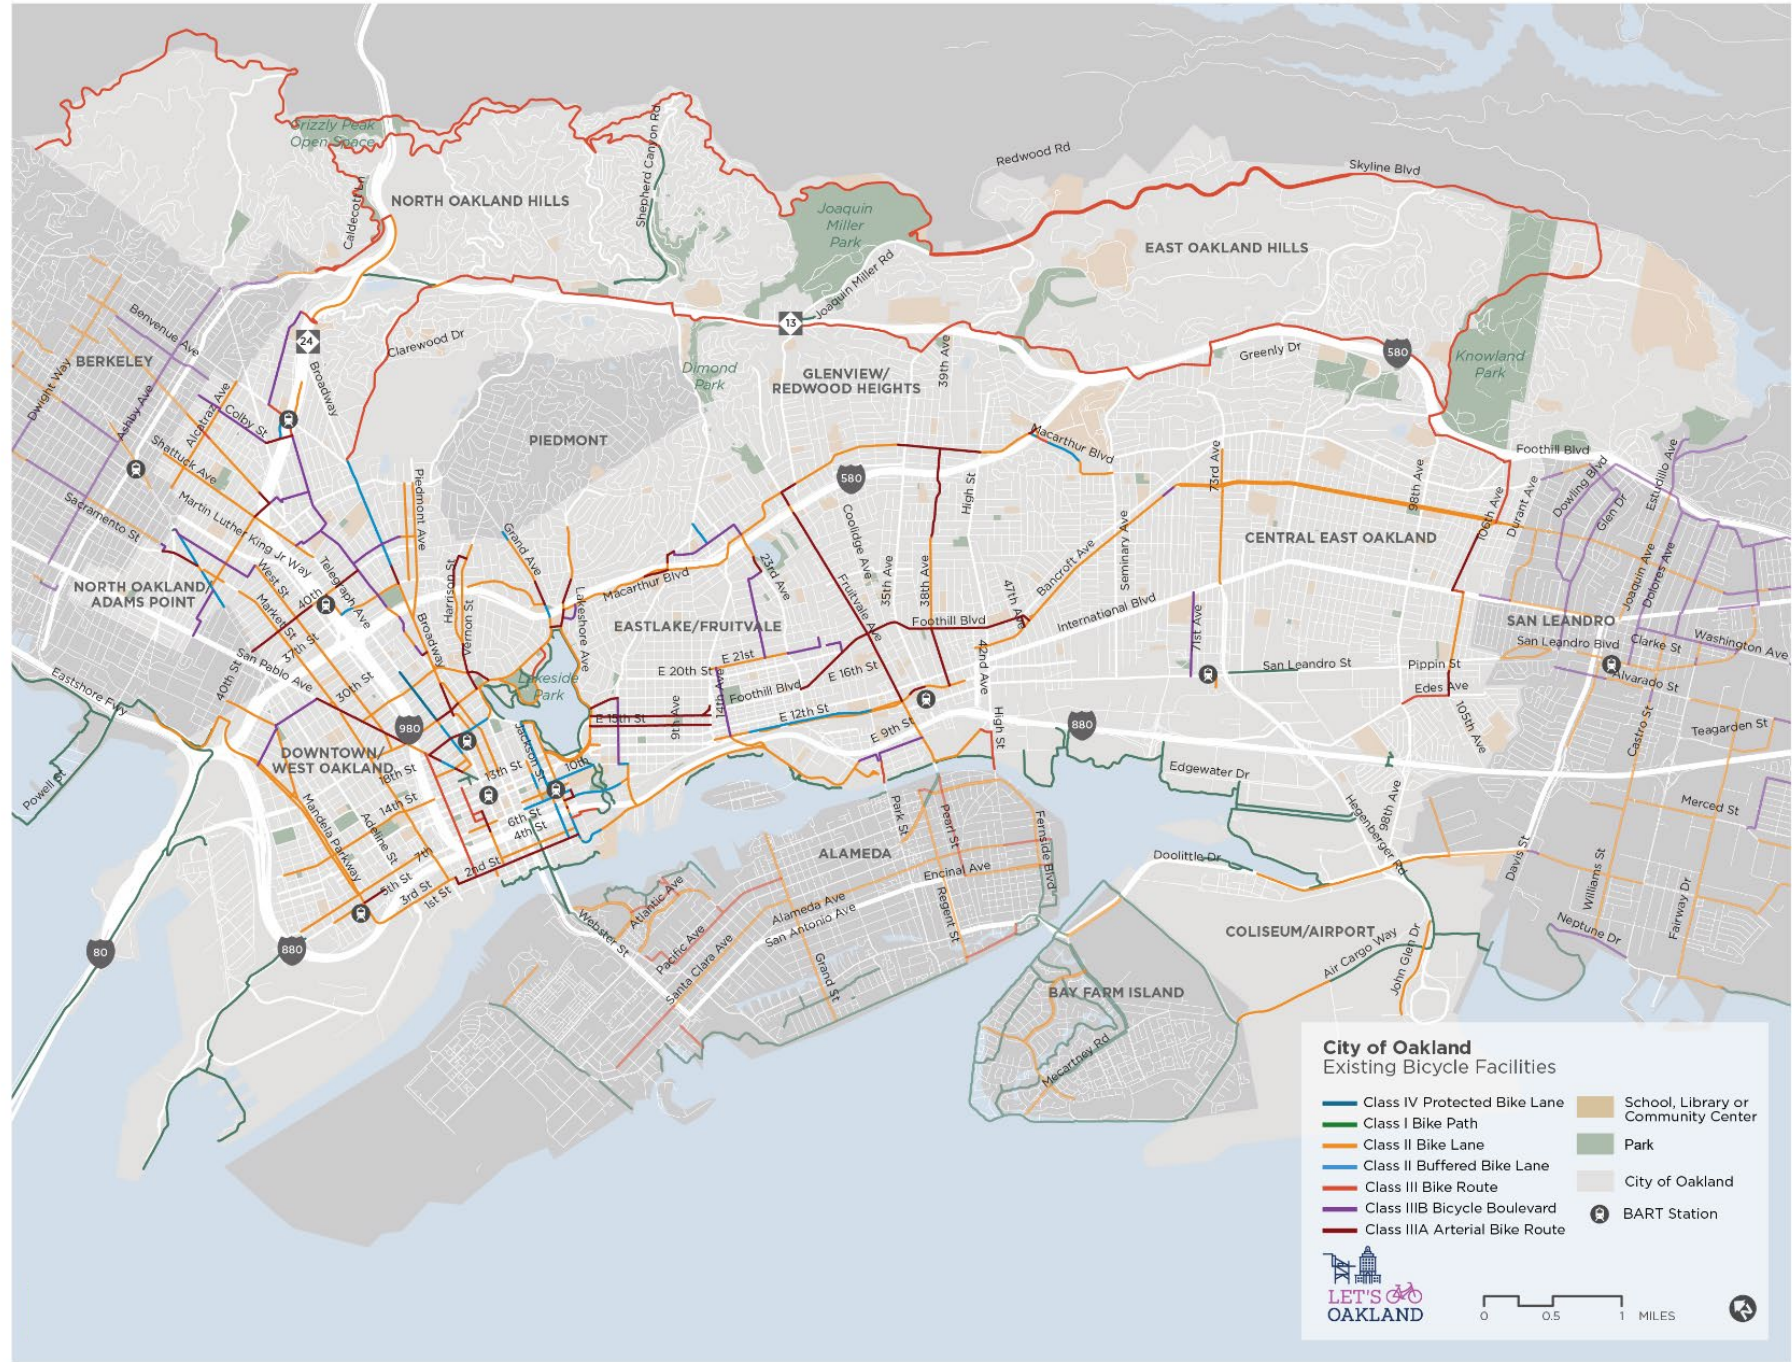 Grizzly Peak
Open Space
Caldecott Ln
NORTH OAKLAND HILLS
Shepherd Canyon Rd
Joaquin
Miller
Park
Joaquin Miller Rd
Redwood Rd
Skyline Blvd
EAST OAKLAND HILLS
Knowland
Park
13
24
580
Greenly Dr
Benvenue Ave
BERKELEY
Dwight Way
Ashby Ave
Alcatraz Ave
Colby St
Shattuck Ave
Broadway
Clarewood Dr
Dimond
Park
GLENVIEW/
REDWOOD HEIGHTS
39th Ave
PIEDMONT
Macarthur Blvd
73rd Ave
98th Ave
Foothill Blvd
Dowling Blvd
Glen Dr
Estudillo Ave
106th Ave
Durant Ave
Sacramento St
Martin Luther King Jr Way
Piedmont Ave
Grand Ave
580
High St
Coolidge Ave
Seminary Ave
CENTRAL EAST OAKLAND
NORTH OAKLAND/
ADAMS POINT
West St
Market St
40th
Telegraph Ave
37th St
Harrison St
Vernon St
Broadway
Macarthur Blvd
Lakeshore Ave
23rd Ave
Fruitvale Ave
35th Ave
38th Ave
47th Ave
Bancroft Ave
EASTLAKE/FRUITVALE
Foothill Blvd
International Blvd
71st Ave
Joaquin Ave
Dolores Ave
SAN LEANDRO
San Leandro Blvd
Clarke St
Washington Ave
Alvarado St
San Leandro St
Pippin St
Edes Ave
105th Ave
Eastshore Fwy
40th St
San Pablo Ave
30th St
Lakeside
Park
E 20th St
E 21st
14th Ave
Foothill Blvd
E 16th St
42nd Ave
E 15th St
9th Ave
E 12th St
E 9th St
High St
880
Castro St
Teagarden St
980
DOWNTOWN/
WEST OAKLAND
18th St
14th St
13th St
Jackson St
10th
6th St
4th St
2nd St
Powell St
Mandela Parkway
Adeline St
7th
5th St
3rd St
1st St
Edgewater Dr
Hegenberger Rd
98th Ave
Merced St
Park St
Pearl St
Fernside Blvd
ALAMEDA
Encinal Ave
Doolittle Dr
Davis St
Williams St
Fairway Dr
Neptune Dr
80
880
Webster St
Atlantic Ave
Pacific Ave
Santa Clara Ave
Alameda Ave
San Antonio Ave
Grand St
Regent St
COLISEUM/AIRPORT
Air Cargo Way
John Glen Dr
BAY FARM ISLAND
Mecartney Rd
City of Oakland
Existing Bicycle Facilities
Class IV Protected Bike Lane
Class I Bike Path
Class II Bike Lane
Class II Buffered Bike Lane
Class III Bike Route
Class IIIB Bicycle Boulevard
Class IIIA Arterial Bike Route
School, Library or
Community Center
Park
City of Oakland
BART Station
LET'S
OAKLAND
0 0.5 1 MILES